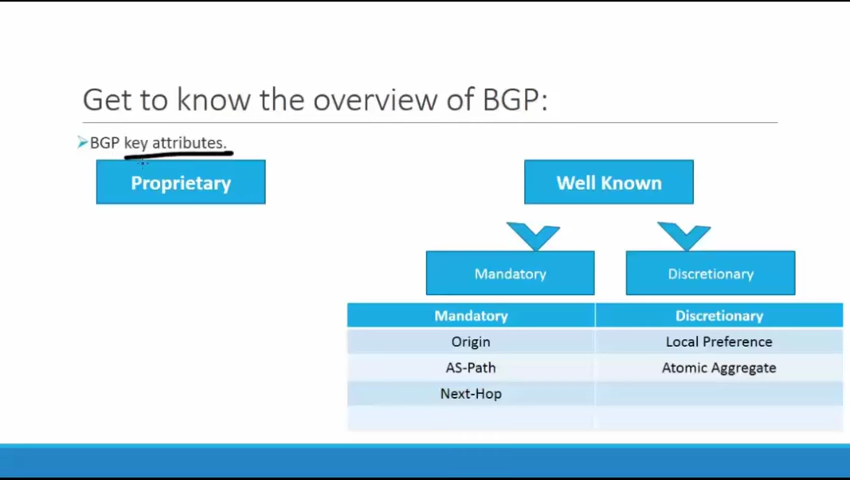 Get to know the overview of BGP:
BGP key attributes.
Proprietary
Well Known
Mandatory
Discretionary
Mandatory Discretionary
Origin Local Preference
AS-Path Atomic Aggregate
Next-Hop